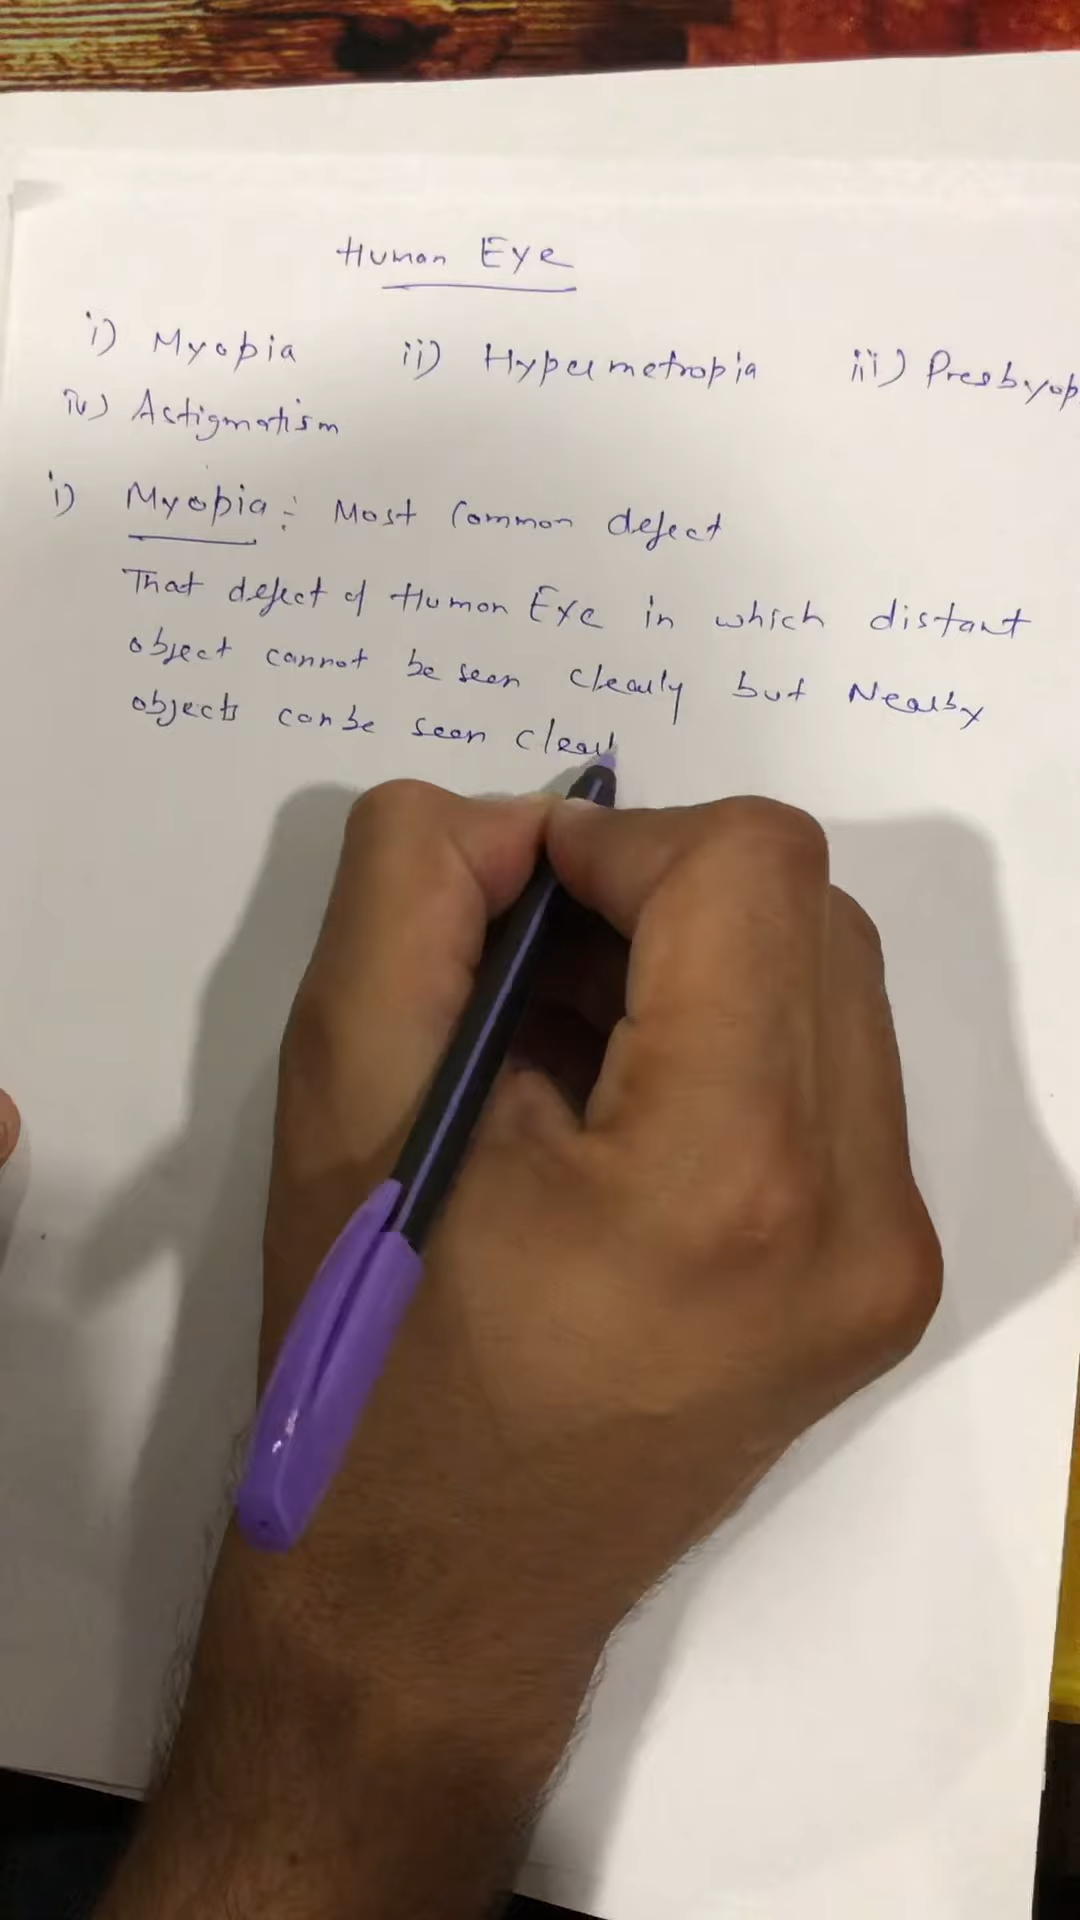 Human Eye
i) Myopia ii) Hypermetropia iii) Presbyop
iv) Astigmatism
i) Myopia : Most Common defect
That defect of Human Eye in which distant
object cannot be seen clearly but Nearby
objects can be seen clearl